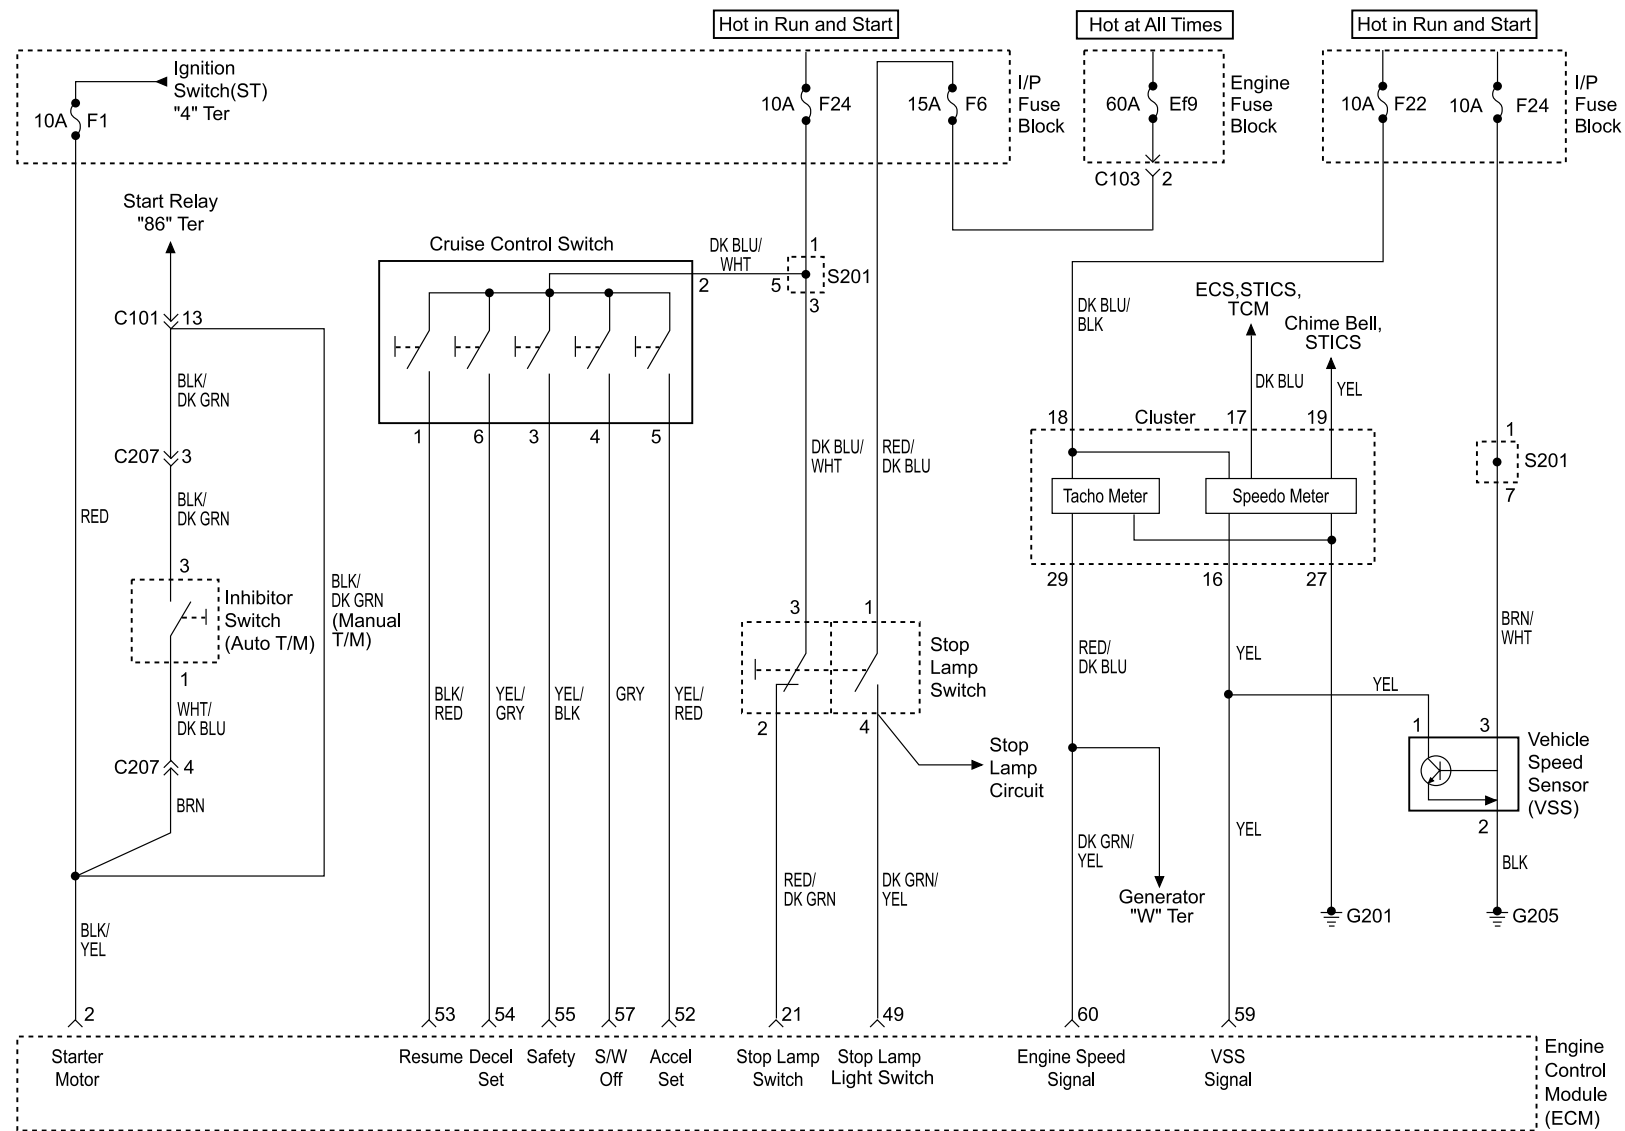 Hot in Run and Start
Hot at All Times
Hot in Run and Start
Ignition
Switch(ST)
"4" Ter
10A F1
10A F24
15A F6
I/P
Fuse
Block
60A Ef9
Engine
Fuse
Block
10A F22
10A F24
I/P
Fuse
Block
C103 2
Start Relay
"86" Ter
Cruise Control Switch
DK BLU/
WHT
2
5
1
S201
3
C101 13
BLK/
DK GRN
C207 3
BLK/
DK GRN
RED
3
Inhibitor
Switch
(Auto T/M)
BLK/
DK GRN
(Manual
T/M)
1
WHT/
DK BLU
C207 4
BRN
BLK/
YEL
1 6 3 4 5
BLK/
RED
YEL/
GRY
YEL/
BLK
GRY
YEL/
RED
DK BLU/
WHT
RED/
DK BLU
3 1
Stop
Lamp
Switch
2 4
Stop
Lamp
Circuit
RED/
DK GRN
DK GRN/
YEL
DK BLU/
BLK
ECS,STICS,
TCM
Chime Bell,
STICS
DK BLU
YEL
18 Cluster 17 19
Tacho Meter
Speedo Meter
29 16 27
RED/
DK BLU
YEL
YEL
DK GRN/
YEL
Generator
"W" Ter
YEL
G201
1
S201
7
BRN/
WHT
1 3
Vehicle
Speed
Sensor
(VSS)
2
BLK
G205
2 53 54 55 57 52 21 49 60 59
Starter
Motor
Resume
Decel
Set
Safety
S/W
Off
Accel
Set
Stop Lamp
Switch
Stop Lamp
Light Switch
Engine Speed
Signal
VSS
Signal
Engine
Control
Module
(ECM)